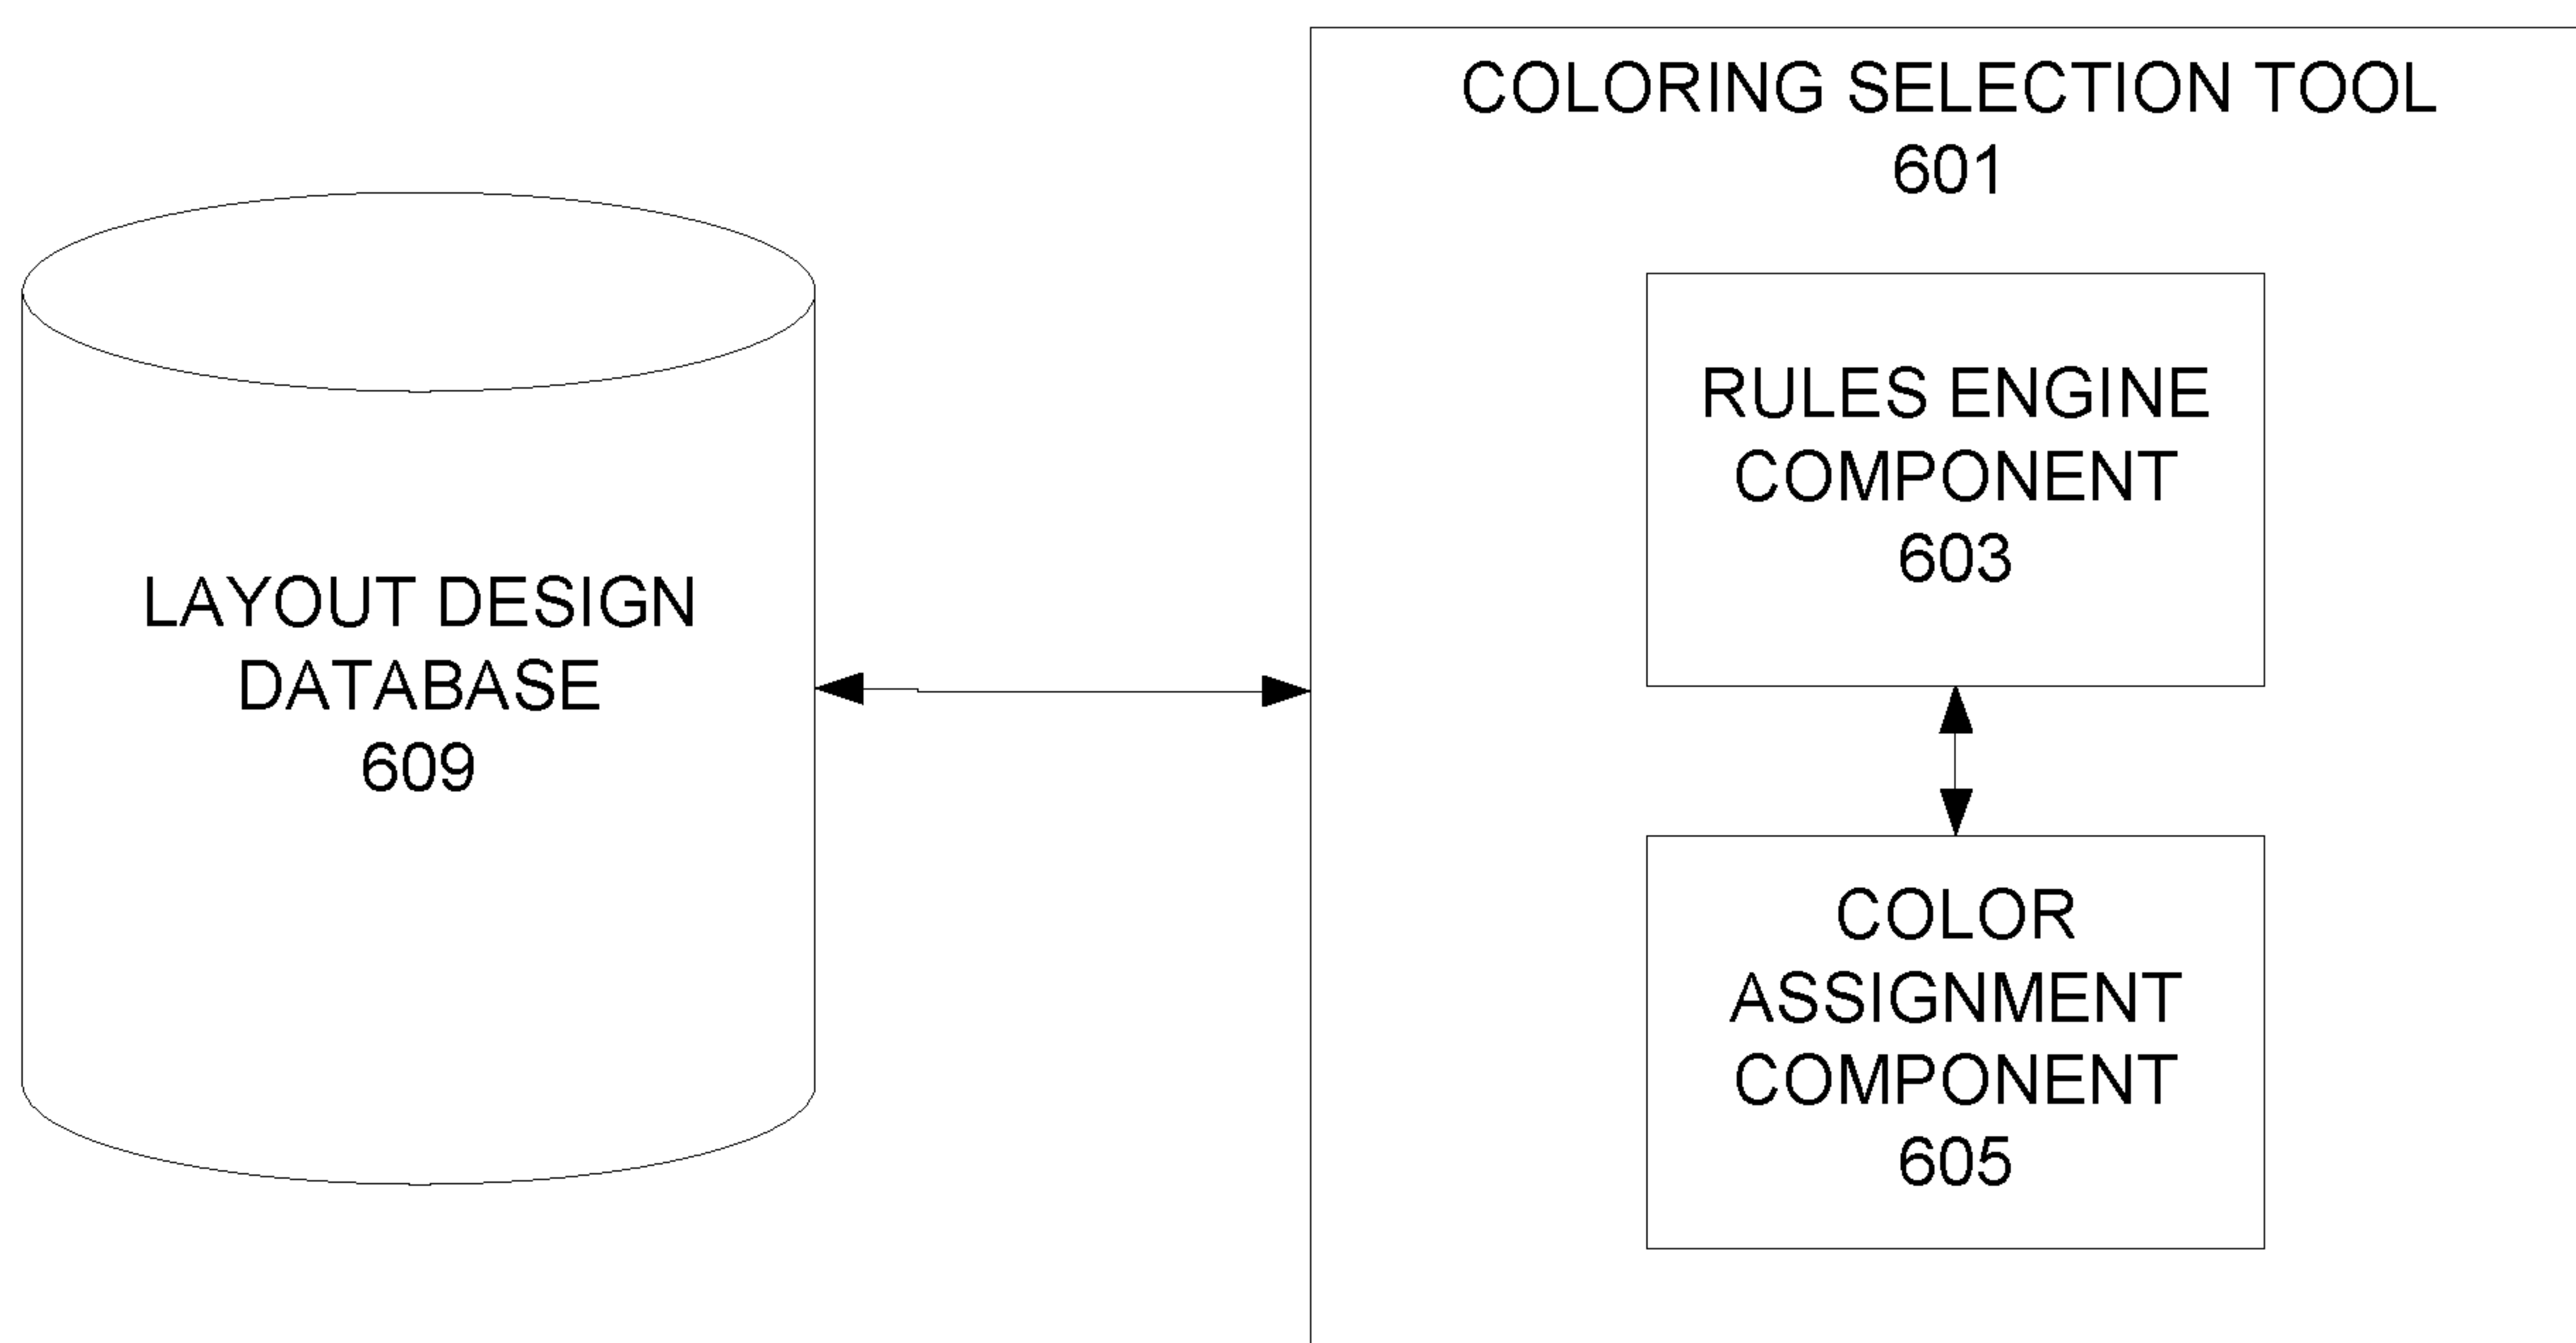 COLORING SELECTION TOOL
601
RULES ENGINE
COMPONENT
603
LAYOUT DESIGN
DATABASE
609
COLOR
ASSIGNMENT
COMPONENT
605